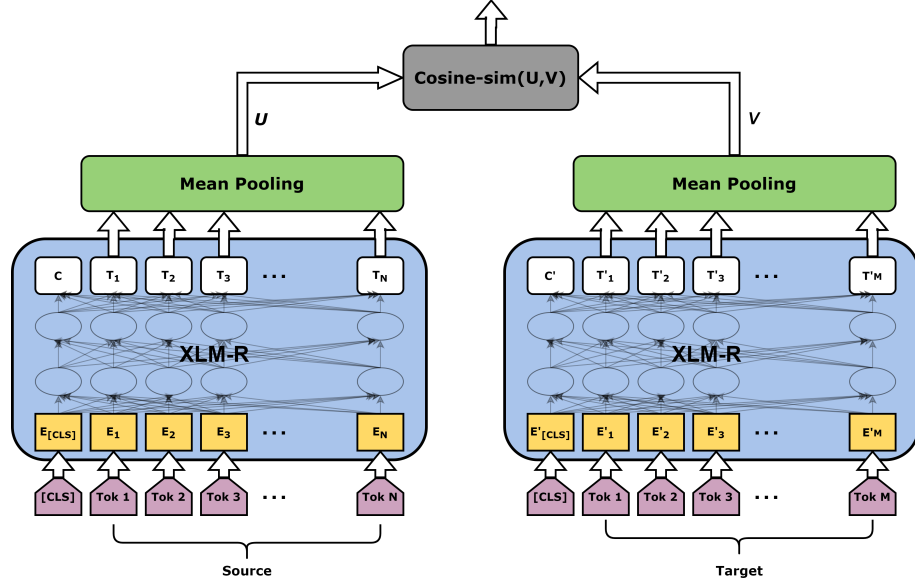 Cosine-sim(U,V)
U V
Mean Pooling Mean Pooling
C T1 T2 T3 ... TN C' T'1 T'2 T'3 ... T'M
XLM-R XLM-R
E[CLS] E1 E2 E3 ... EN E'[CLS] E'1 E'2 E'3 ... E'M
[CLS] Tok 1 Tok 2 Tok 3 ... Tok N [CLS] Tok 1 Tok 2 Tok 3 ... Tok M
Source Target